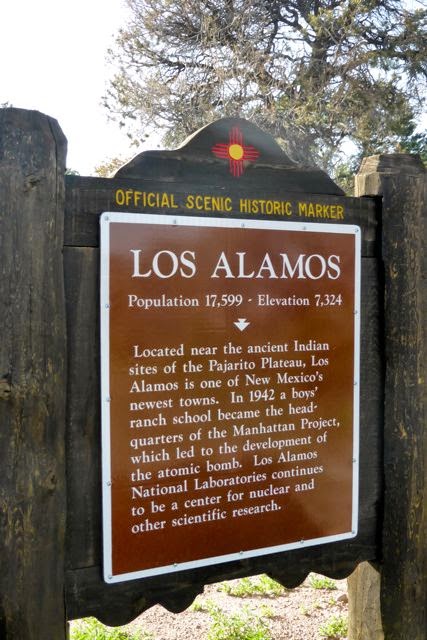 OFFICIAL SCENIC HISTORIC MARKER
LOS ALAMOS
Population 17,599 - Elevation 7,324
Located near the ancient Indian
sites of the Pajarito Plateau, Los
Alamos is one of New Mexico's
newest towns. In 1942 a boys'
ranch school became the head-
quarters of the Manhattan Project,
which led to the development of
the atomic bomb. Los Alamos
National Laboratories continues
to be a center for nuclear and
other scientific research.